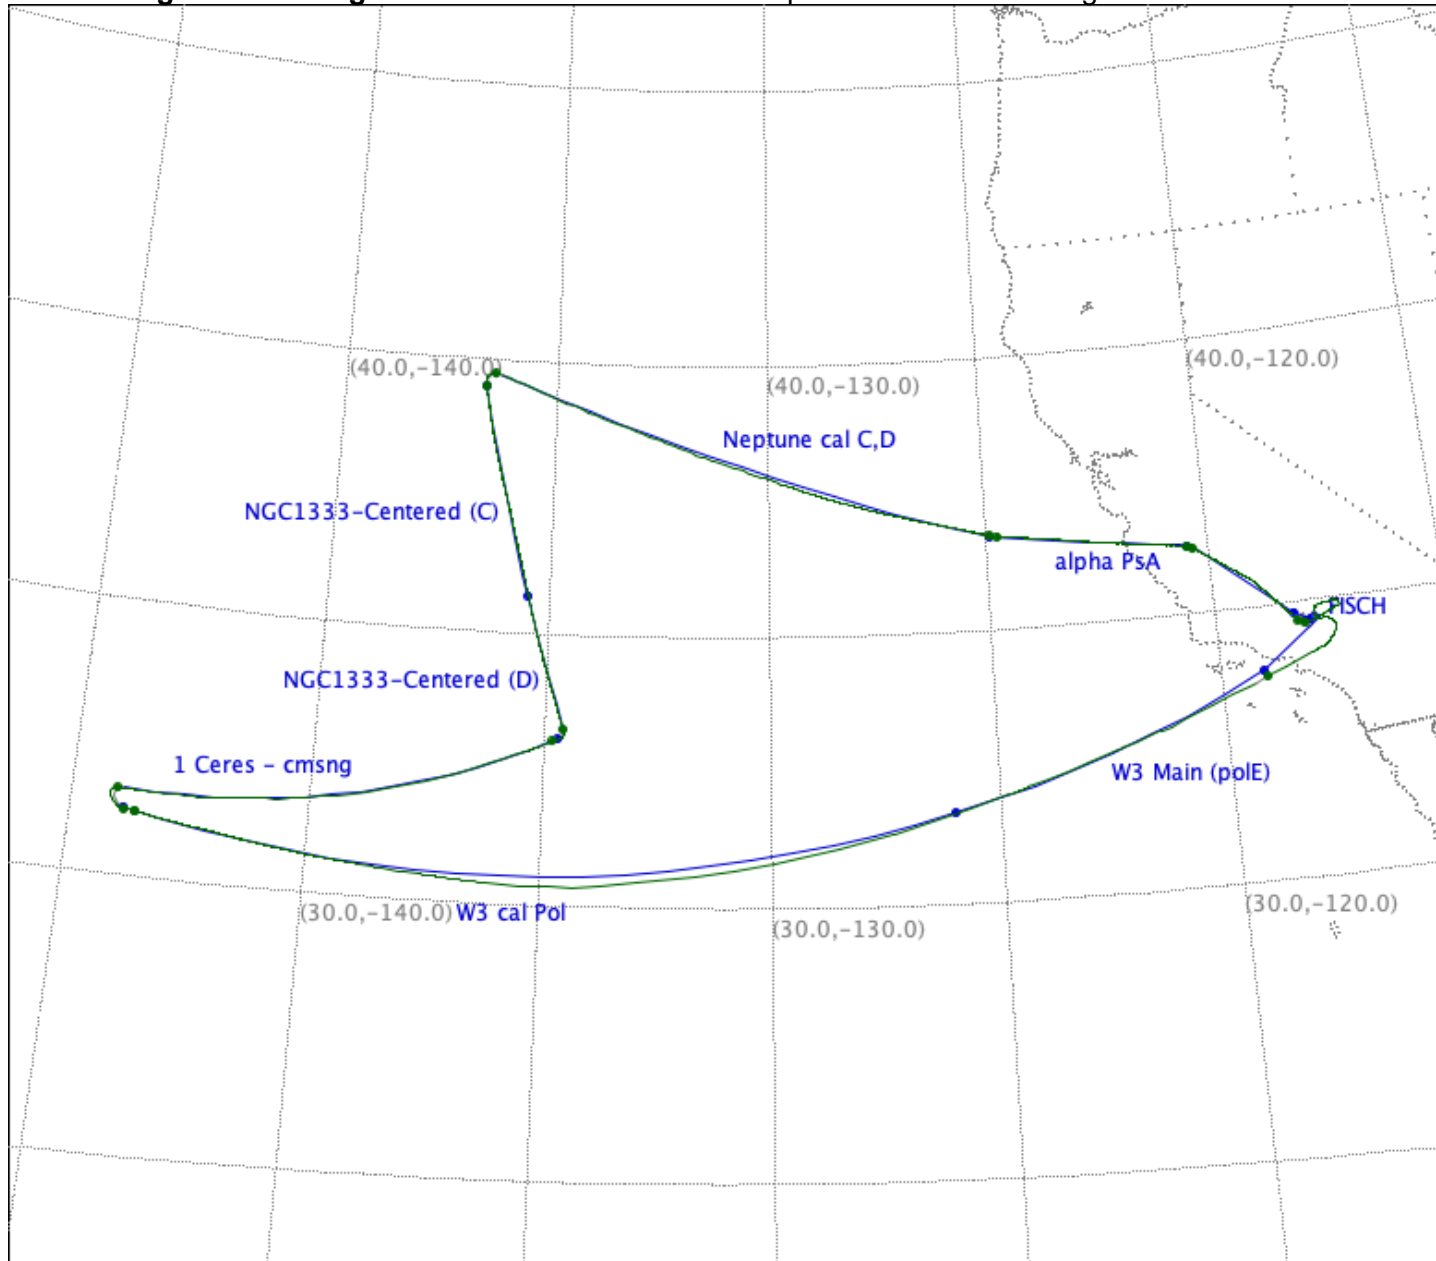 (40.0,-140.0)
(40.0,-120.0)
(40.0,-130.0)
Neptune cal C,D
NGC1333-Centered (C)
alpha PsA
NGC1333-Centered (D)
1 Ceres - cmsng
W3 Main (polE)
(30.0,-140.0) W3 cal Pol
(30.0,-130.0)
(30.0,-120.0)